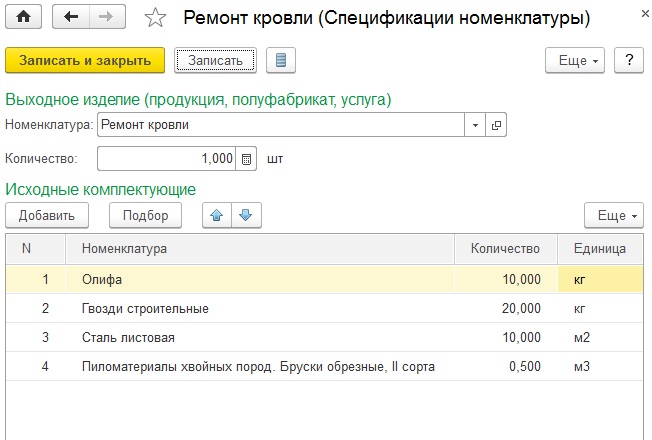 Ремонт кровли (Спецификации номенклатуры)
Записать и закрыть Записать Еще ?
Выходное изделие (продукция, полуфабрикат, услуга)
Номенклатура: Ремонт кровли
Количество: 1,000 шт
Исходные комплектующие
Добавить Подбор Еще
N Номенклатура Количество Единица
1 Олифа 10,000 кг
2 Гвозди строительные 20,000 кг
3 Сталь листовая 10,000 м2
4 Пиломатериалы хвойных пород. Бруски обрезные, II сорта 0,500 м3